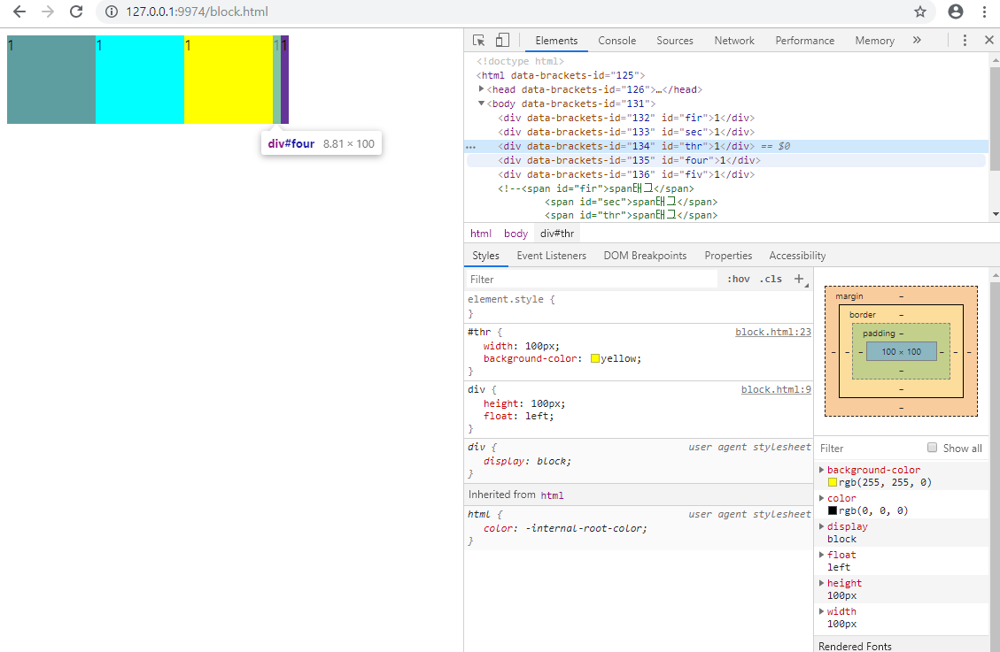 127.0.0.1:9974/block.html
1 1 1 1 1
div#four 8.81 × 100
Elements Console Sources Network Performance Memory »
<!doctype html>
<html data-brackets-id="125">
<head data-brackets-id="126">…</head>
<body data-brackets-id="131">
<div data-brackets-id="132" id="fir">1</div>
<div data-brackets-id="133" id="sec">1</div>
… <div data-brackets-id="134" id="thr">1</div> == $0
<div data-brackets-id="135" id="four">1</div>
<div data-brackets-id="136" id="fiv">1</div>
<!--<span id="fir">span태그</span>
<span id="sec">span태그</span>
<span id="thr">span태그</span>
html body div#thr
Styles Event Listeners DOM Breakpoints Properties Accessibility
Filter :hov .cls +
element.style {
}
#thr { block.html:23
width: 100px;
background-color: yellow;
}
div { block.html:9
height: 100px;
float: left;
}
div { user agent stylesheet
display: block;
}
Inherited from html
html { user agent stylesheet
color: -internal-root-color;
}
margin –
border –
padding –
– – – 100 × 100 – – –
–
–
–
Filter Show all
background-color
rgb(255, 255, 0)
color
rgb(0, 0, 0)
display
block
float
left
height
100px
width
100px
Rendered Fonts